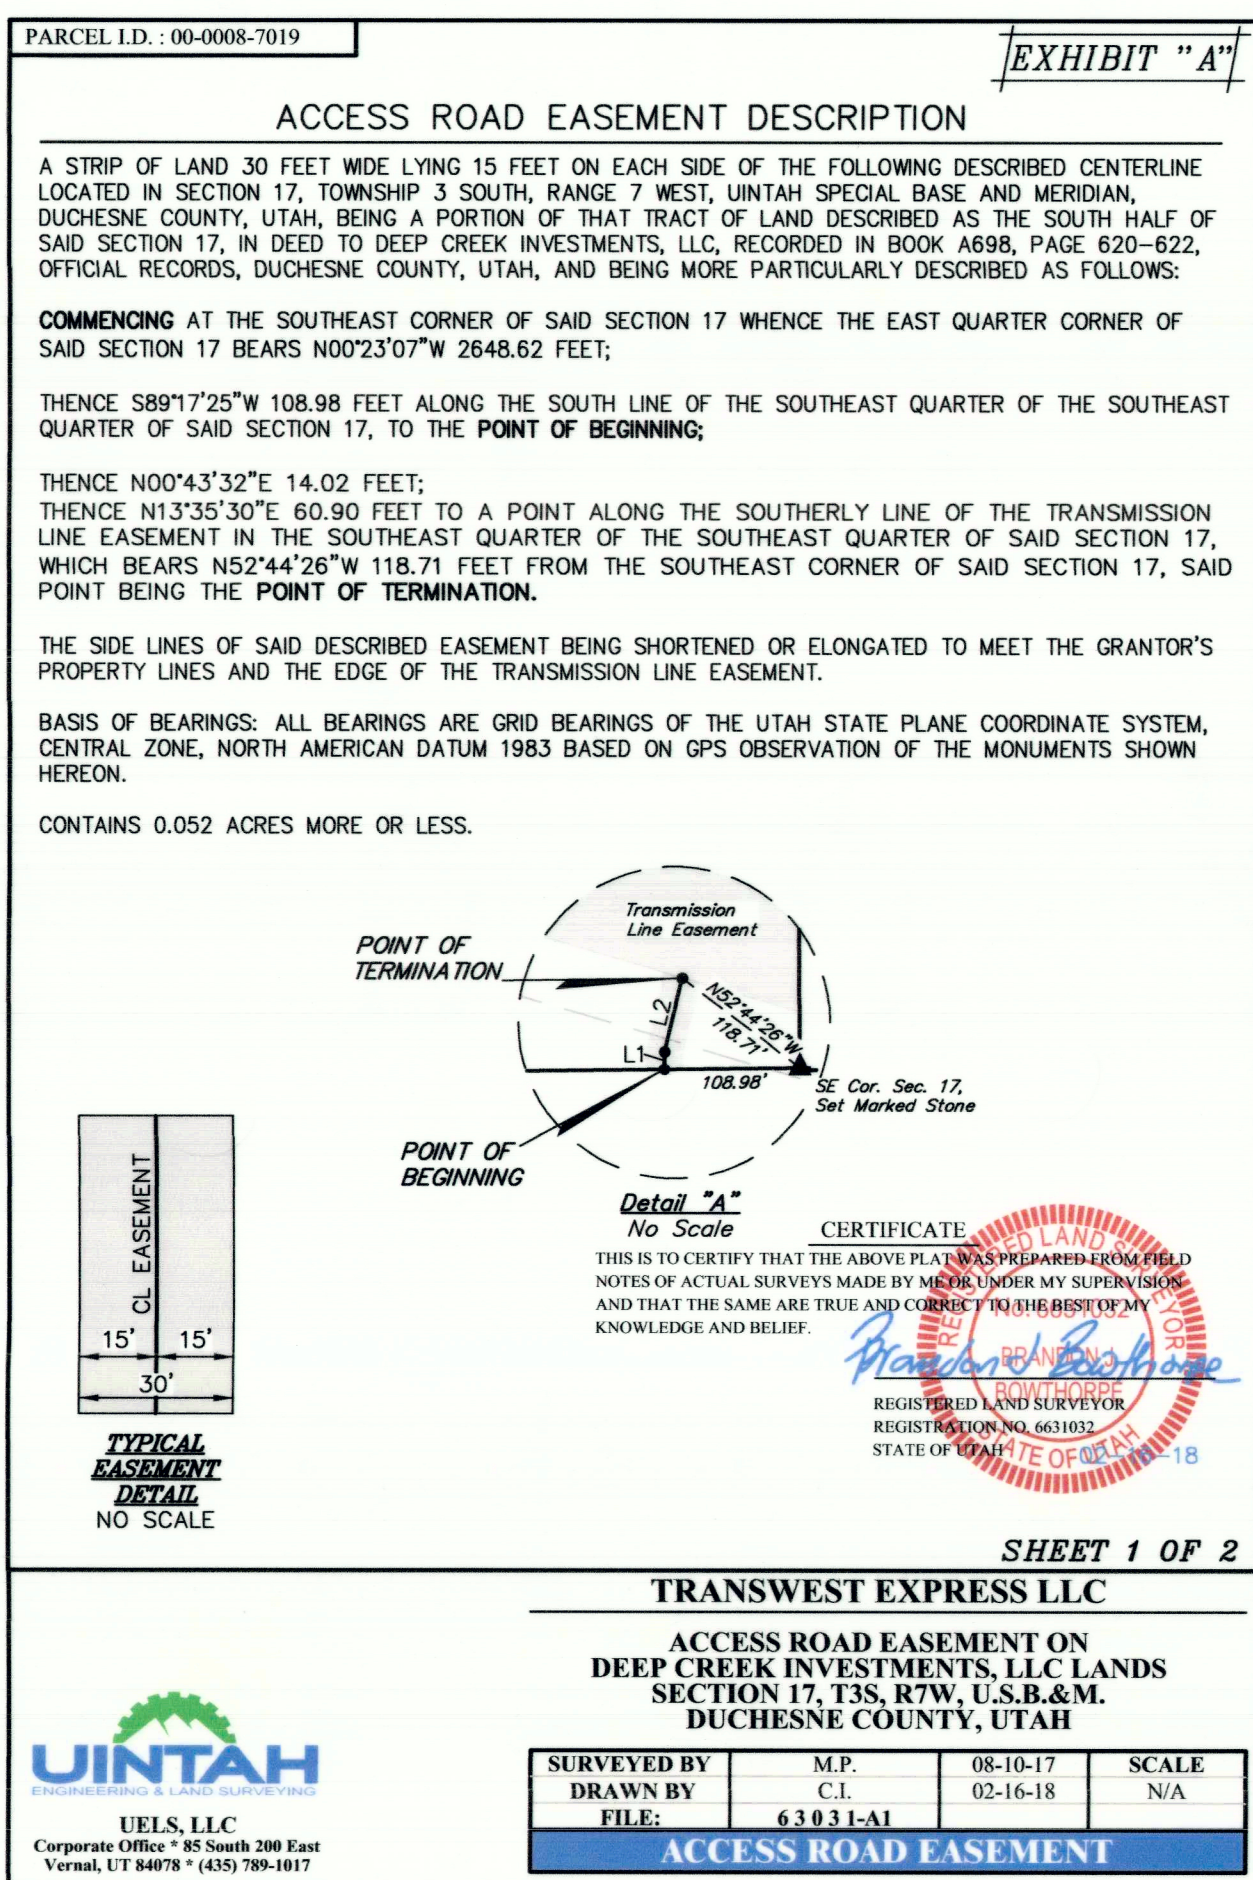 PARCEL I.D. : 00-0008-7019
EXHIBIT "A"
ACCESS ROAD EASEMENT DESCRIPTION
A STRIP OF LAND 30 FEET WIDE LYING 15 FEET ON EACH SIDE OF THE FOLLOWING DESCRIBED CENTERLINE
LOCATED IN SECTION 17, TOWNSHIP 3 SOUTH, RANGE 7 WEST, UINTAH SPECIAL BASE AND MERIDIAN,
DUCHESNE COUNTY, UTAH, BEING A PORTION OF THAT TRACT OF LAND DESCRIBED AS THE SOUTH HALF OF
SAID SECTION 17, IN DEED TO DEEP CREEK INVESTMENTS, LLC, RECORDED IN BOOK A698, PAGE 620-622,
OFFICIAL RECORDS, DUCHESNE COUNTY, UTAH, AND BEING MORE PARTICULARLY DESCRIBED AS FOLLOWS:
COMMENCING AT THE SOUTHEAST CORNER OF SAID SECTION 17 WHENCE THE EAST QUARTER CORNER OF
SAID SECTION 17 BEARS N00°23'07"W 2648.62 FEET;
THENCE S89°17'25"W 108.98 FEET ALONG THE SOUTH LINE OF THE SOUTHEAST QUARTER OF THE SOUTHEAST
QUARTER OF SAID SECTION 17, TO THE POINT OF BEGINNING;
THENCE N00°43'32"E 14.02 FEET;
THENCE N13°35'30"E 60.90 FEET TO A POINT ALONG THE SOUTHERLY LINE OF THE TRANSMISSION
LINE EASEMENT IN THE SOUTHEAST QUARTER OF THE SOUTHEAST QUARTER OF SAID SECTION 17,
WHICH BEARS N52°44'26"W 118.71 FEET FROM THE SOUTHEAST CORNER OF SAID SECTION 17, SAID
POINT BEING THE POINT OF TERMINATION.
THE SIDE LINES OF SAID DESCRIBED EASEMENT BEING SHORTENED OR ELONGATED TO MEET THE GRANTOR'S
PROPERTY LINES AND THE EDGE OF THE TRANSMISSION LINE EASEMENT.
BASIS OF BEARINGS: ALL BEARINGS ARE GRID BEARINGS OF THE UTAH STATE PLANE COORDINATE SYSTEM,
CENTRAL ZONE, NORTH AMERICAN DATUM 1983 BASED ON GPS OBSERVATION OF THE MONUMENTS SHOWN
HEREON.
CONTAINS 0.052 ACRES MORE OR LESS.
Transmission
Line Easement
POINT OF
TERMINATION
N52°44'26"W
118.71'
L2
L1
108.98'
SE Cor. Sec. 17,
Set Marked Stone
POINT OF
BEGINNING
Detail "A"
No Scale
CL EASEMENT
15' 15'
30'
TYPICAL
EASEMENT
DETAIL
NO SCALE
CERTIFICATE
THIS IS TO CERTIFY THAT THE ABOVE PLAT WAS PREPARED FROM FIELD
NOTES OF ACTUAL SURVEYS MADE BY ME OR UNDER MY SUPERVISION
AND THAT THE SAME ARE TRUE AND CORRECT TO THE BEST OF MY
KNOWLEDGE AND BELIEF.
Brandon J Bowthorpe
REGISTERED LAND SURVEYOR
REGISTRATION NO. 6631032
STATE OF UTAH
REGISTERED LAND SURVEYOR
No. 6631032
BRANDON J.
BOWTHORPE
STATE OF UTAH
02-16-18
SHEET 1 OF 2
TRANSWEST EXPRESS LLC
ACCESS ROAD EASEMENT ON
DEEP CREEK INVESTMENTS, LLC LANDS
SECTION 17, T3S, R7W, U.S.B.&M.
DUCHESNE COUNTY, UTAH
UINTAH
ENGINEERING & LAND SURVEYING
UELS, LLC
Corporate Office * 85 South 200 East
Vernal, UT 84078 * (435) 789-1017
SURVEYED BY M.P. 08-10-17 SCALE
DRAWN BY C.I. 02-16-18 N/A
FILE: 6 3 0 3 1-A1
ACCESS ROAD EASEMENT